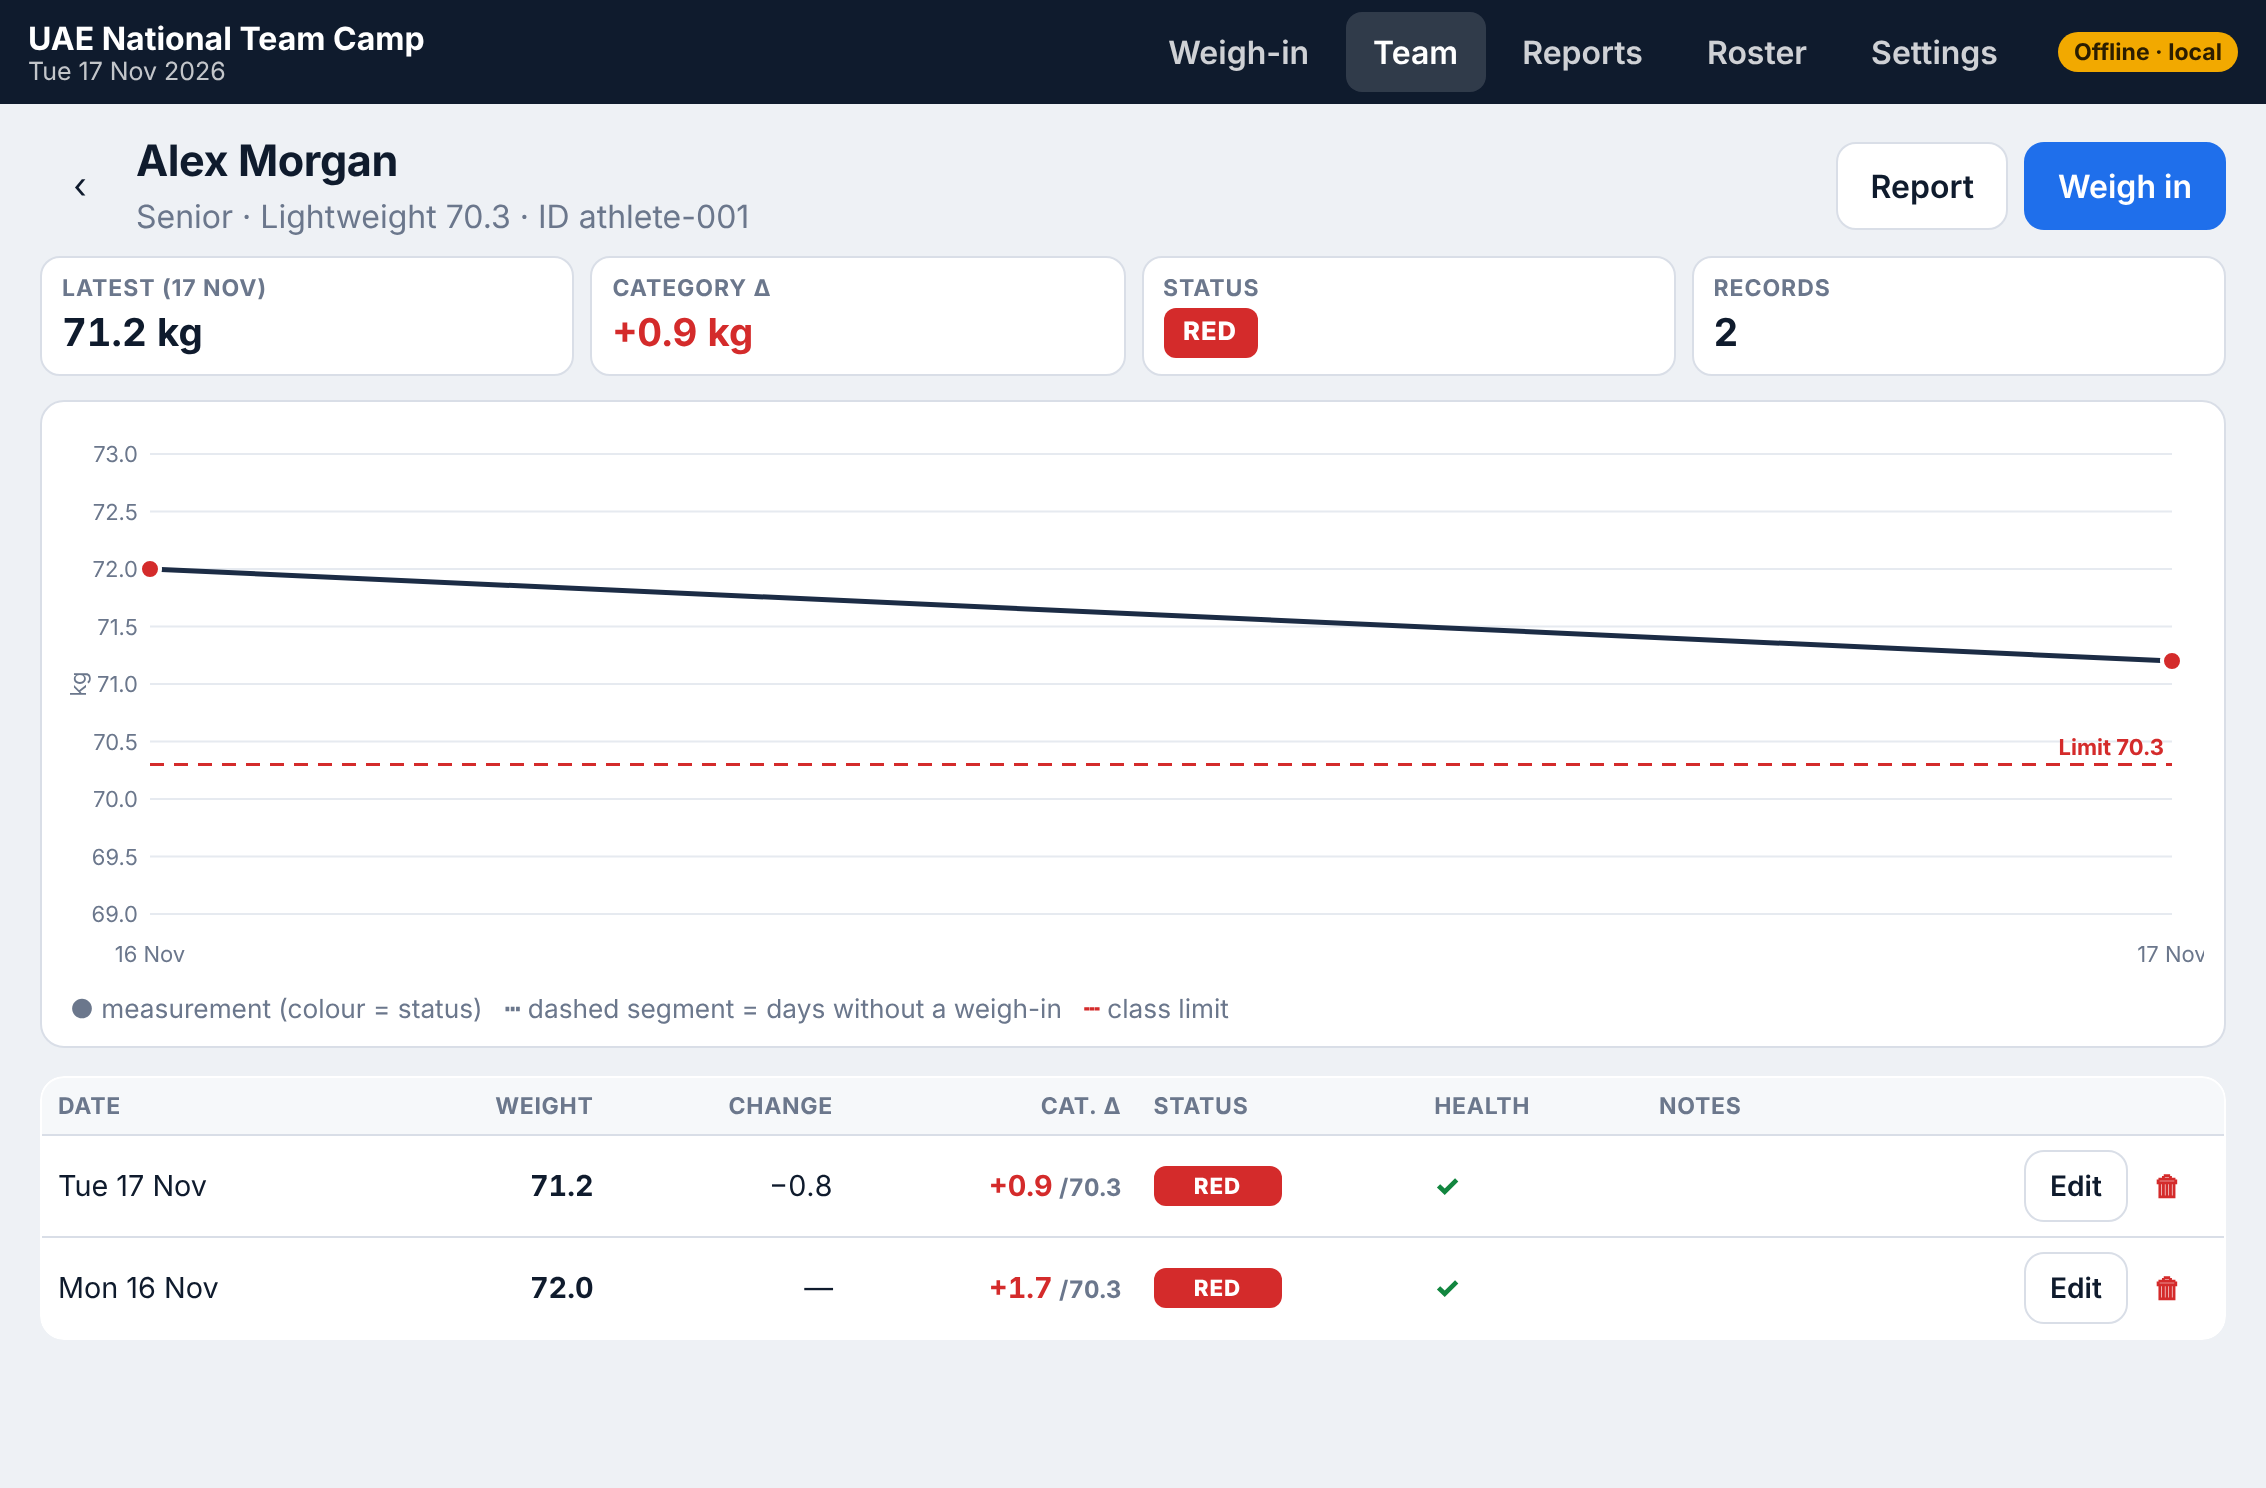 UAE National Team Camp
Tue 17 Nov 2026
Weigh-in Team Reports Roster Settings Offline · local
‹ Alex Morgan
Senior · Lightweight 70.3 · ID athlete-001
Report Weigh in
LATEST (17 NOV)
71.2 kg
CATEGORY Δ
+0.9 kg
STATUS
RED
RECORDS
2
73.0
72.5
72.0
71.5
71.0
kg
70.5
Limit 70.3
70.0
69.5
69.0
16 Nov 17 Nov
measurement (colour = status) dashed segment = days without a weigh-in class limit
DATE WEIGHT CHANGE CAT. Δ STATUS HEALTH NOTES
Tue 17 Nov 71.2 −0.8 +0.9 /70.3 RED ✓ Edit
Mon 16 Nov 72.0 — +1.7 /70.3 RED ✓ Edit